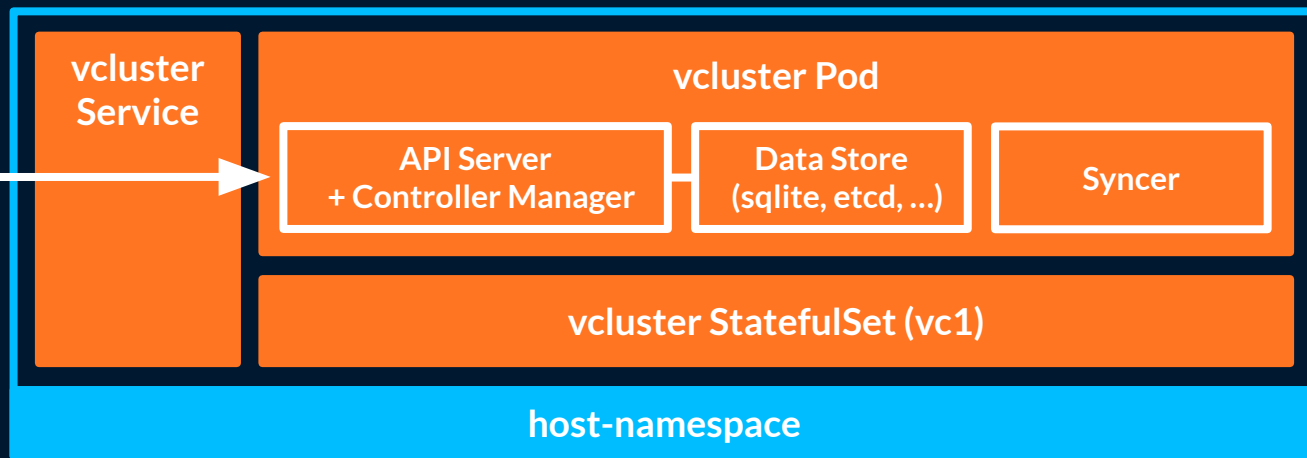 vcluster
Service
vcluster Pod
API Server
+ Controller Manager
Data Store
(sqlite, etcd, ...)
Syncer
vcluster StatefulSet (vc1)
host-namespace